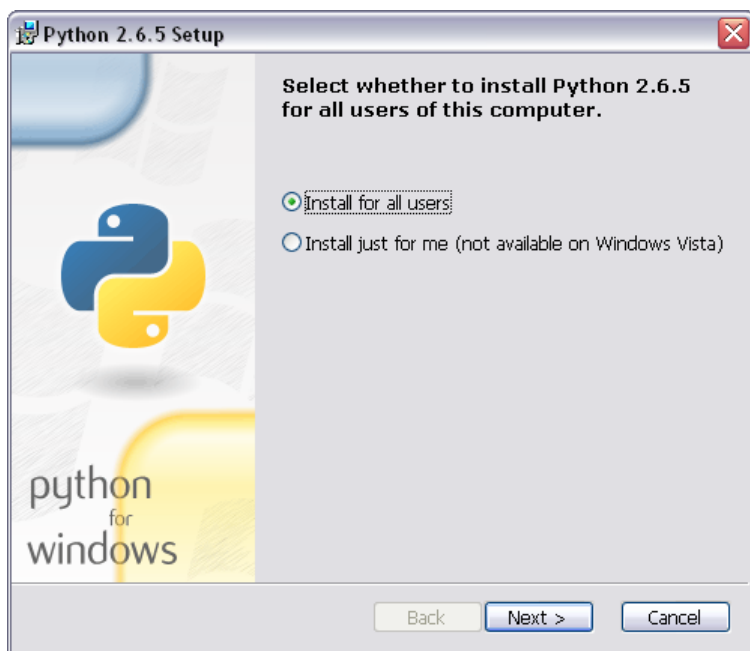 Python 2.6.5 Setup
Select whether to install Python 2.6.5
for all users of this computer.
Install for all users
Install just for me (not available on Windows Vista)
python
for
windows
Back
Next >
Cancel